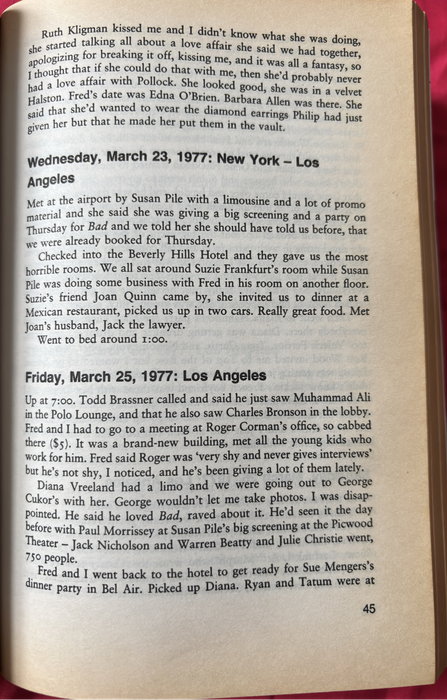 Ruth Kligman kissed me and I didn't know what she was doing,
she started talking all about a love affair she said we had together,
apologizing for breaking it off, kissing me, and it was all a fantasy, so
I thought that if she could do that with me, then she'd probably never
had a love affair with Pollock. She looked good, she was in a velvet
Halston. Fred's date was Edna O'Brien. Barbara Allen was there. She
said that she'd wanted to wear the diamond earrings Philip had just
given her but that he made her put them in the vault.
Wednesday, March 23, 1977: New York – Los
Angeles
Met at the airport by Susan Pile with a limousine and a lot of promo
material and she said she was giving a big screening and a party on
Thursday for Bad and we told her she should have told us before, that
we were already booked for Thursday.
Checked into the Beverly Hills Hotel and they gave us the most
horrible rooms. We all sat around Suzie Frankfurt's room while Susan
Pile was doing some business with Fred in his room on another floor.
Suzie's friend Joan Quinn came by, she invited us to dinner at a
Mexican restaurant, picked us up in two cars. Really great food. Met
Joan's husband, Jack the lawyer.
Went to bed around 1:00.
Friday, March 25, 1977: Los Angeles
Up at 7:00. Todd Brassner called and said he just saw Muhammad Ali
in the Polo Lounge, and that he also saw Charles Bronson in the lobby.
Fred and I had to go to a meeting at Roger Corman's office, so cabbed
there ($5). It was a brand-new building, met all the young kids who
work for him. Fred said Roger was 'very shy and never gives interviews'
but he's not shy, I noticed, and he's been giving a lot of them lately.
Diana Vreeland had a limo and we were going out to George
Cukor's with her. George wouldn't let me take photos. I was disap-
pointed. He said he loved Bad, raved about it. He'd seen it the day
before with Paul Morrissey at Susan Pile's big screening at the Picwood
Theater – Jack Nicholson and Warren Beatty and Julie Christie went,
750 people.
Fred and I went back to the hotel to get ready for Sue Mengers's
dinner party in Bel Air. Picked up Diana. Ryan and Tatum were at
45